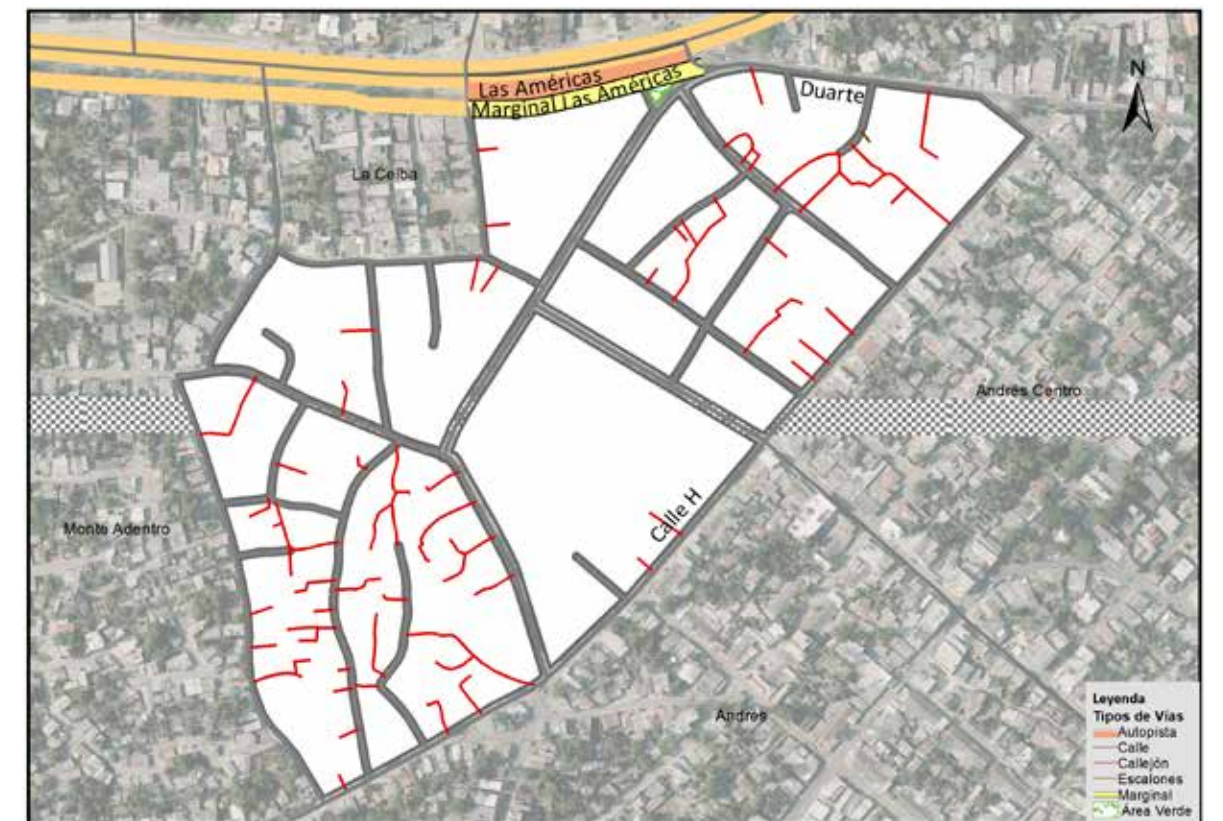 Las Américas
Marginal Las Américas
Duarte
N
La Ceiba
Andrés Centro
Monte Adentro
Calle H
Andrés
Leyenda
Tipos de Vías
Autopista
Calle
Callejón
Escalones
Marginal
Área Verde